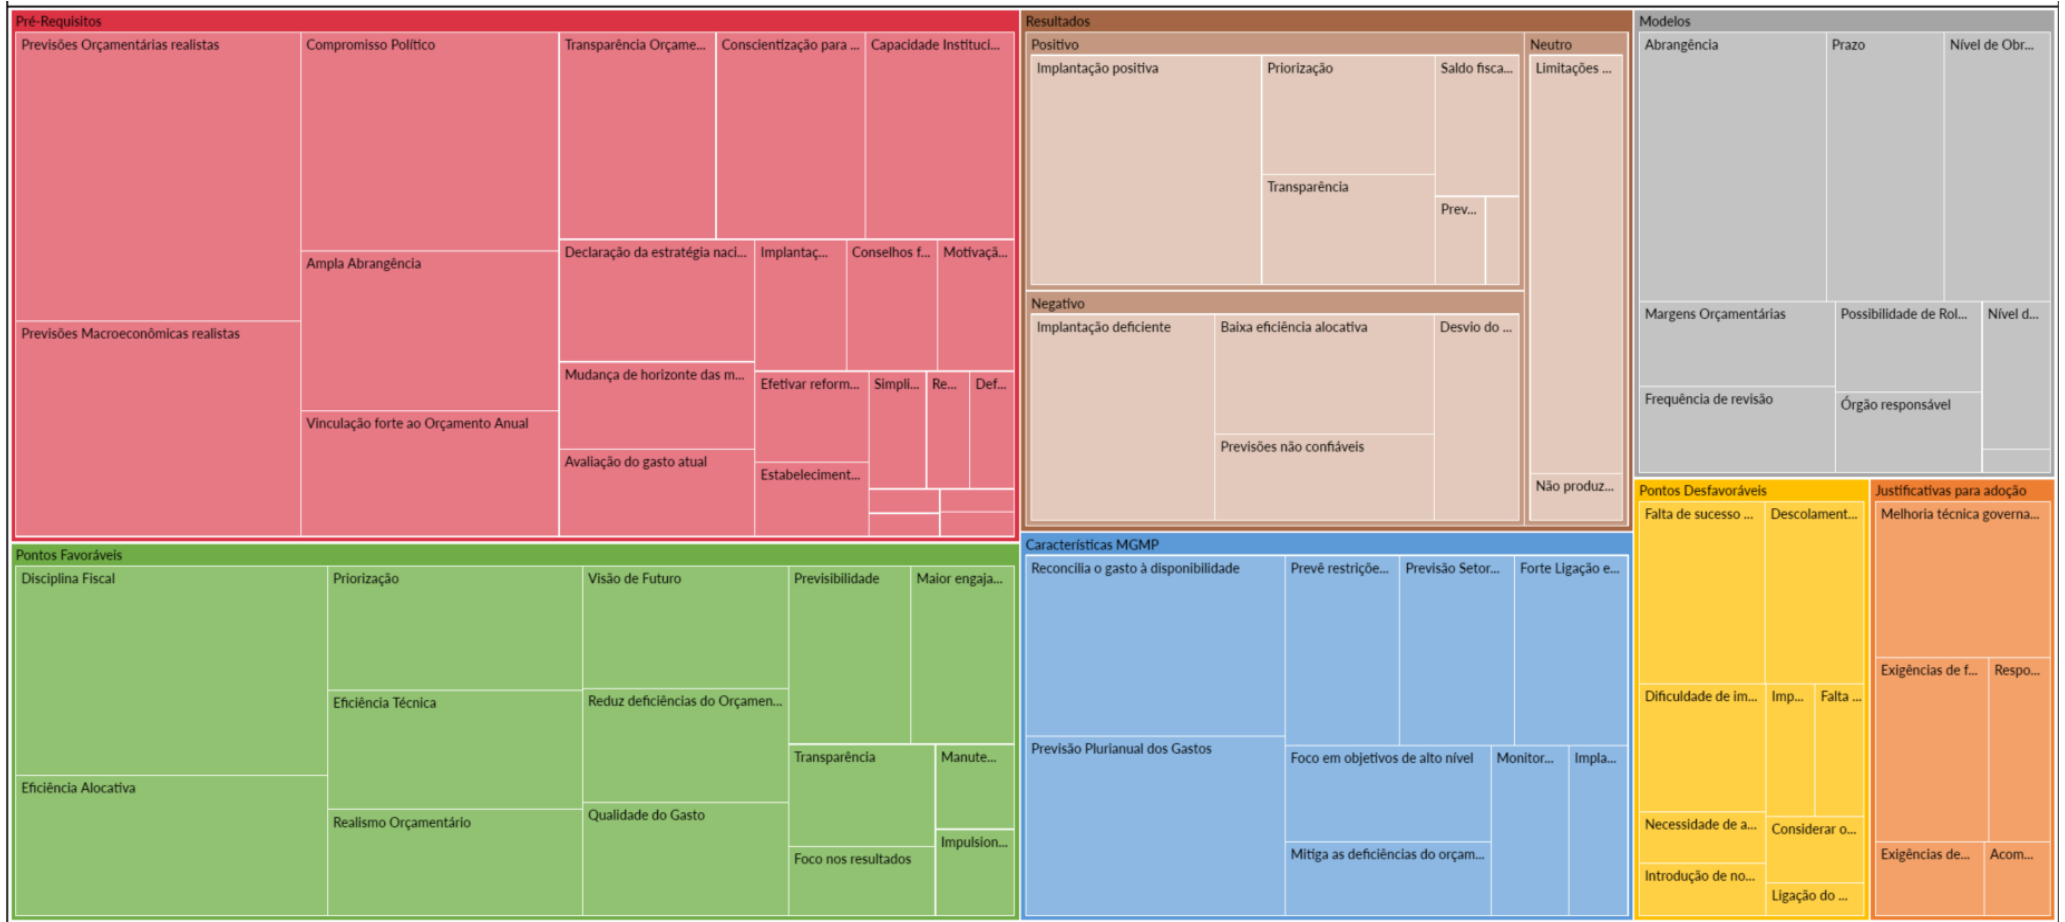 Pré-Requisitos
Previsões Orçamentárias realistas
Compromisso Político
Transparência Orçame...
Conscientização para ...
Capacidade Instituci...
Ampla Abrangência
Declaração da estratégia naci...
Implantaç...
Conselhos f...
Motivaçã...
Previsões Macroeconômicas realistas
Vinculação forte ao Orçamento Anual
Mudança de horizonte das m...
Efetivar reform...
Simpli...
Re...
Def...
Avaliação do gasto atual
Estabeleciment...
Pontos Favoráveis
Disciplina Fiscal
Priorização
Visão de Futuro
Previsibilidade
Maior engaja...
Eficiência Técnica
Reduz deficiências do Orçamen...
Eficiência Alocativa
Realismo Orçamentário
Qualidade do Gasto
Transparência
Manute...
Foco nos resultados
Impulsion...
Resultados
Positivo
Implantação positiva
Priorização
Saldo fisca...
Transparência
Prev...
Neutro
Limitações ...
Não produz...
Negativo
Implantação deficiente
Baixa eficiência alocativa
Desvio do ...
Previsões não confiáveis
Características MGMP
Reconcilia o gasto à disponibilidade
Prevê restriçõe...
Previsão Setor...
Forte Ligação e...
Previsão Plurianual dos Gastos
Foco em objetivos de alto nível
Monitor...
Impla...
Mitiga as deficiências do orçam...
Modelos
Abrangência
Prazo
Nível de Obr...
Margens Orçamentárias
Possibilidade de Rol...
Nível d...
Frequência de revisão
Órgão responsável
Pontos Desfavoráveis
Falta de sucesso ...
Descolament...
Dificuldade de im...
Imp...
Falta ...
Necessidade de a...
Considerar o...
Introdução de no...
Ligação do ...
Justificativas para adoção
Melhoria técnica governa...
Exigências de f...
Respo...
Exigências de...
Acom...